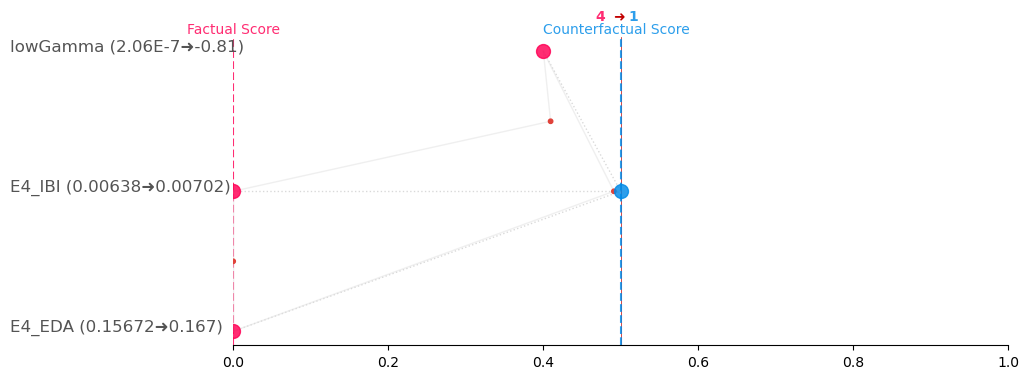 4 ➜ 1
Factual Score Counterfactual Score
lowGamma (2.06E-7➜-0.81)
E4_IBI (0.00638➜0.00702)
E4_EDA (0.15672➜0.167)
0.0 0.2 0.4 0.6 0.8 1.0